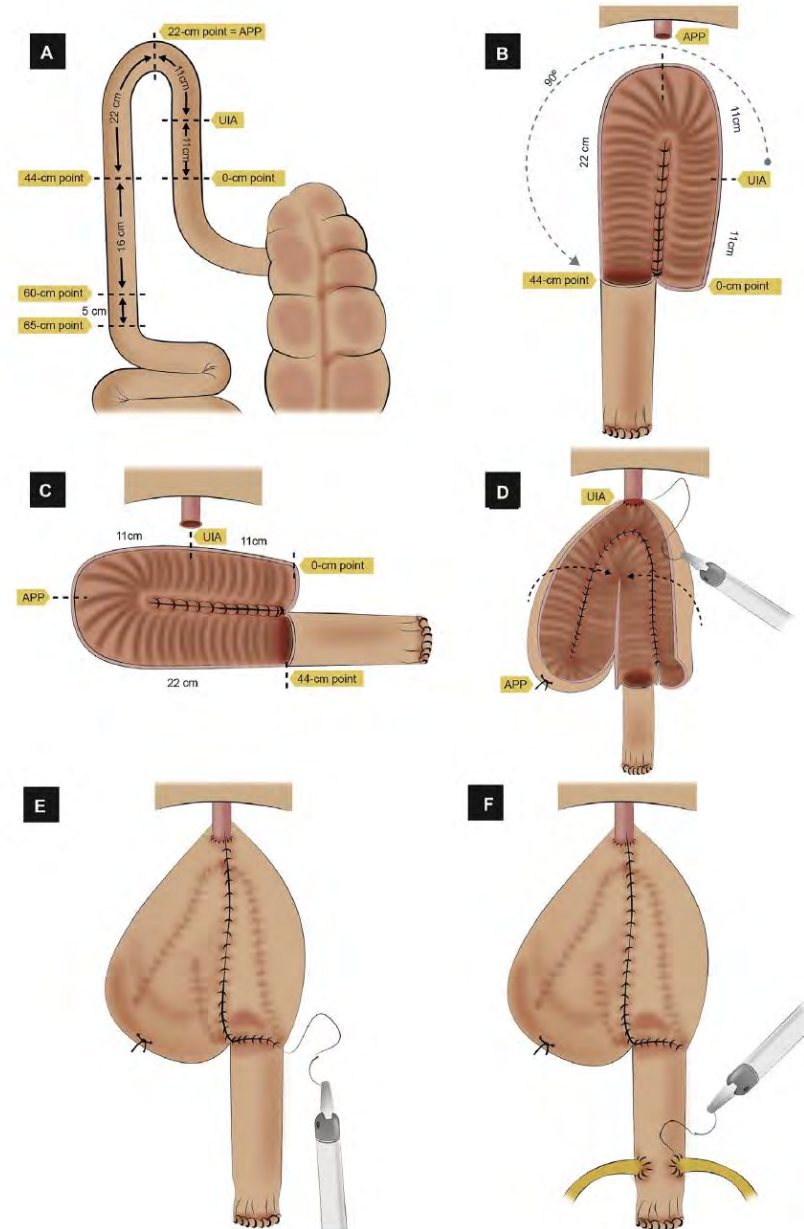 A
22-cm point = APP
22 cm
11cm
UIA
11cm
44-cm point
0-cm point
16 cm
60-cm point
5 cm
65-cm point
B
APP
90º
11cm
22 cm
UIA
11cm
44-cm point
0-cm point
C
11cm
UIA
11cm
0-cm point
APP
22 cm
44-cm point
D
UIA
APP
E
F